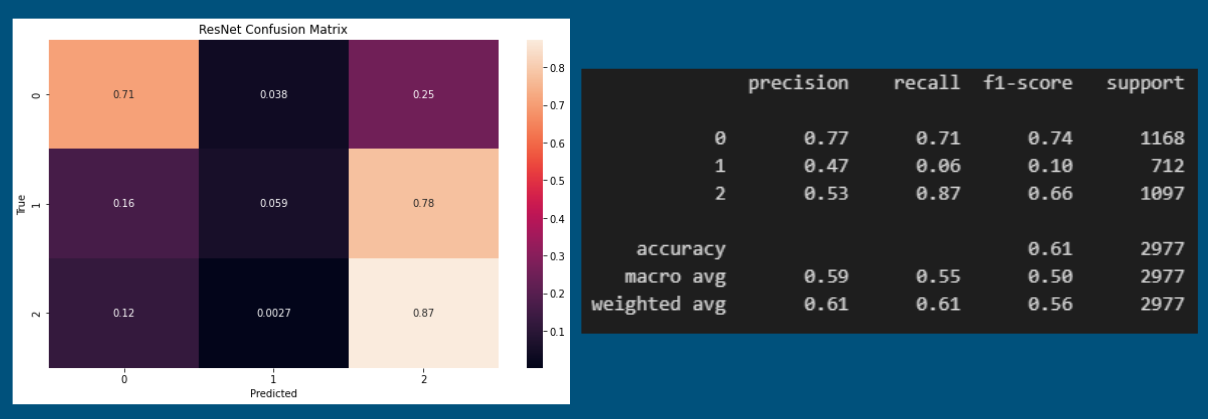 ResNet Confusion Matrix
0 0.71 0.038 0.25
1 0.16 0.059 0.78
2 0.12 0.0027 0.87
0 1 2
True
Predicted
0.8
0.7
0.6
0.5
0.4
0.3
0.2
0.1
precision recall f1-score support
0 0.77 0.71 0.74 1168
1 0.47 0.06 0.10 712
2 0.53 0.87 0.66 1097
accuracy 0.61 2977
macro avg 0.59 0.55 0.50 2977
weighted avg 0.61 0.61 0.56 2977